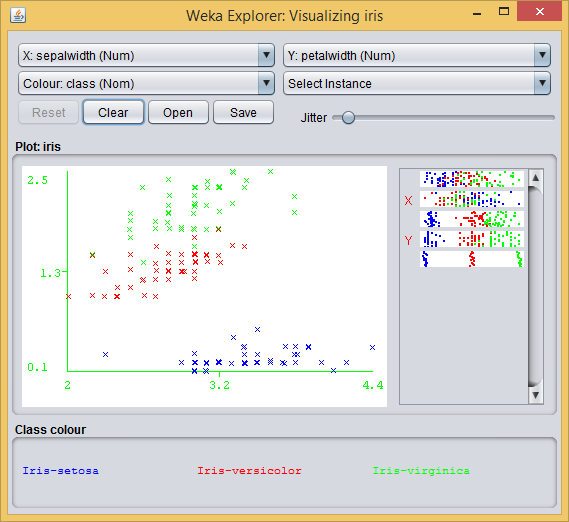 Weka Explorer: Visualizing iris
X: sepalwidth (Num) Y: petalwidth (Num)
Colour: class (Nom) Select Instance
Reset Clear Open Save Jitter
Plot: iris
2.5
X
Y
1.3
0.1
2 3.2 4.4
Class colour
Iris-setosa Iris-versicolor Iris-virginica